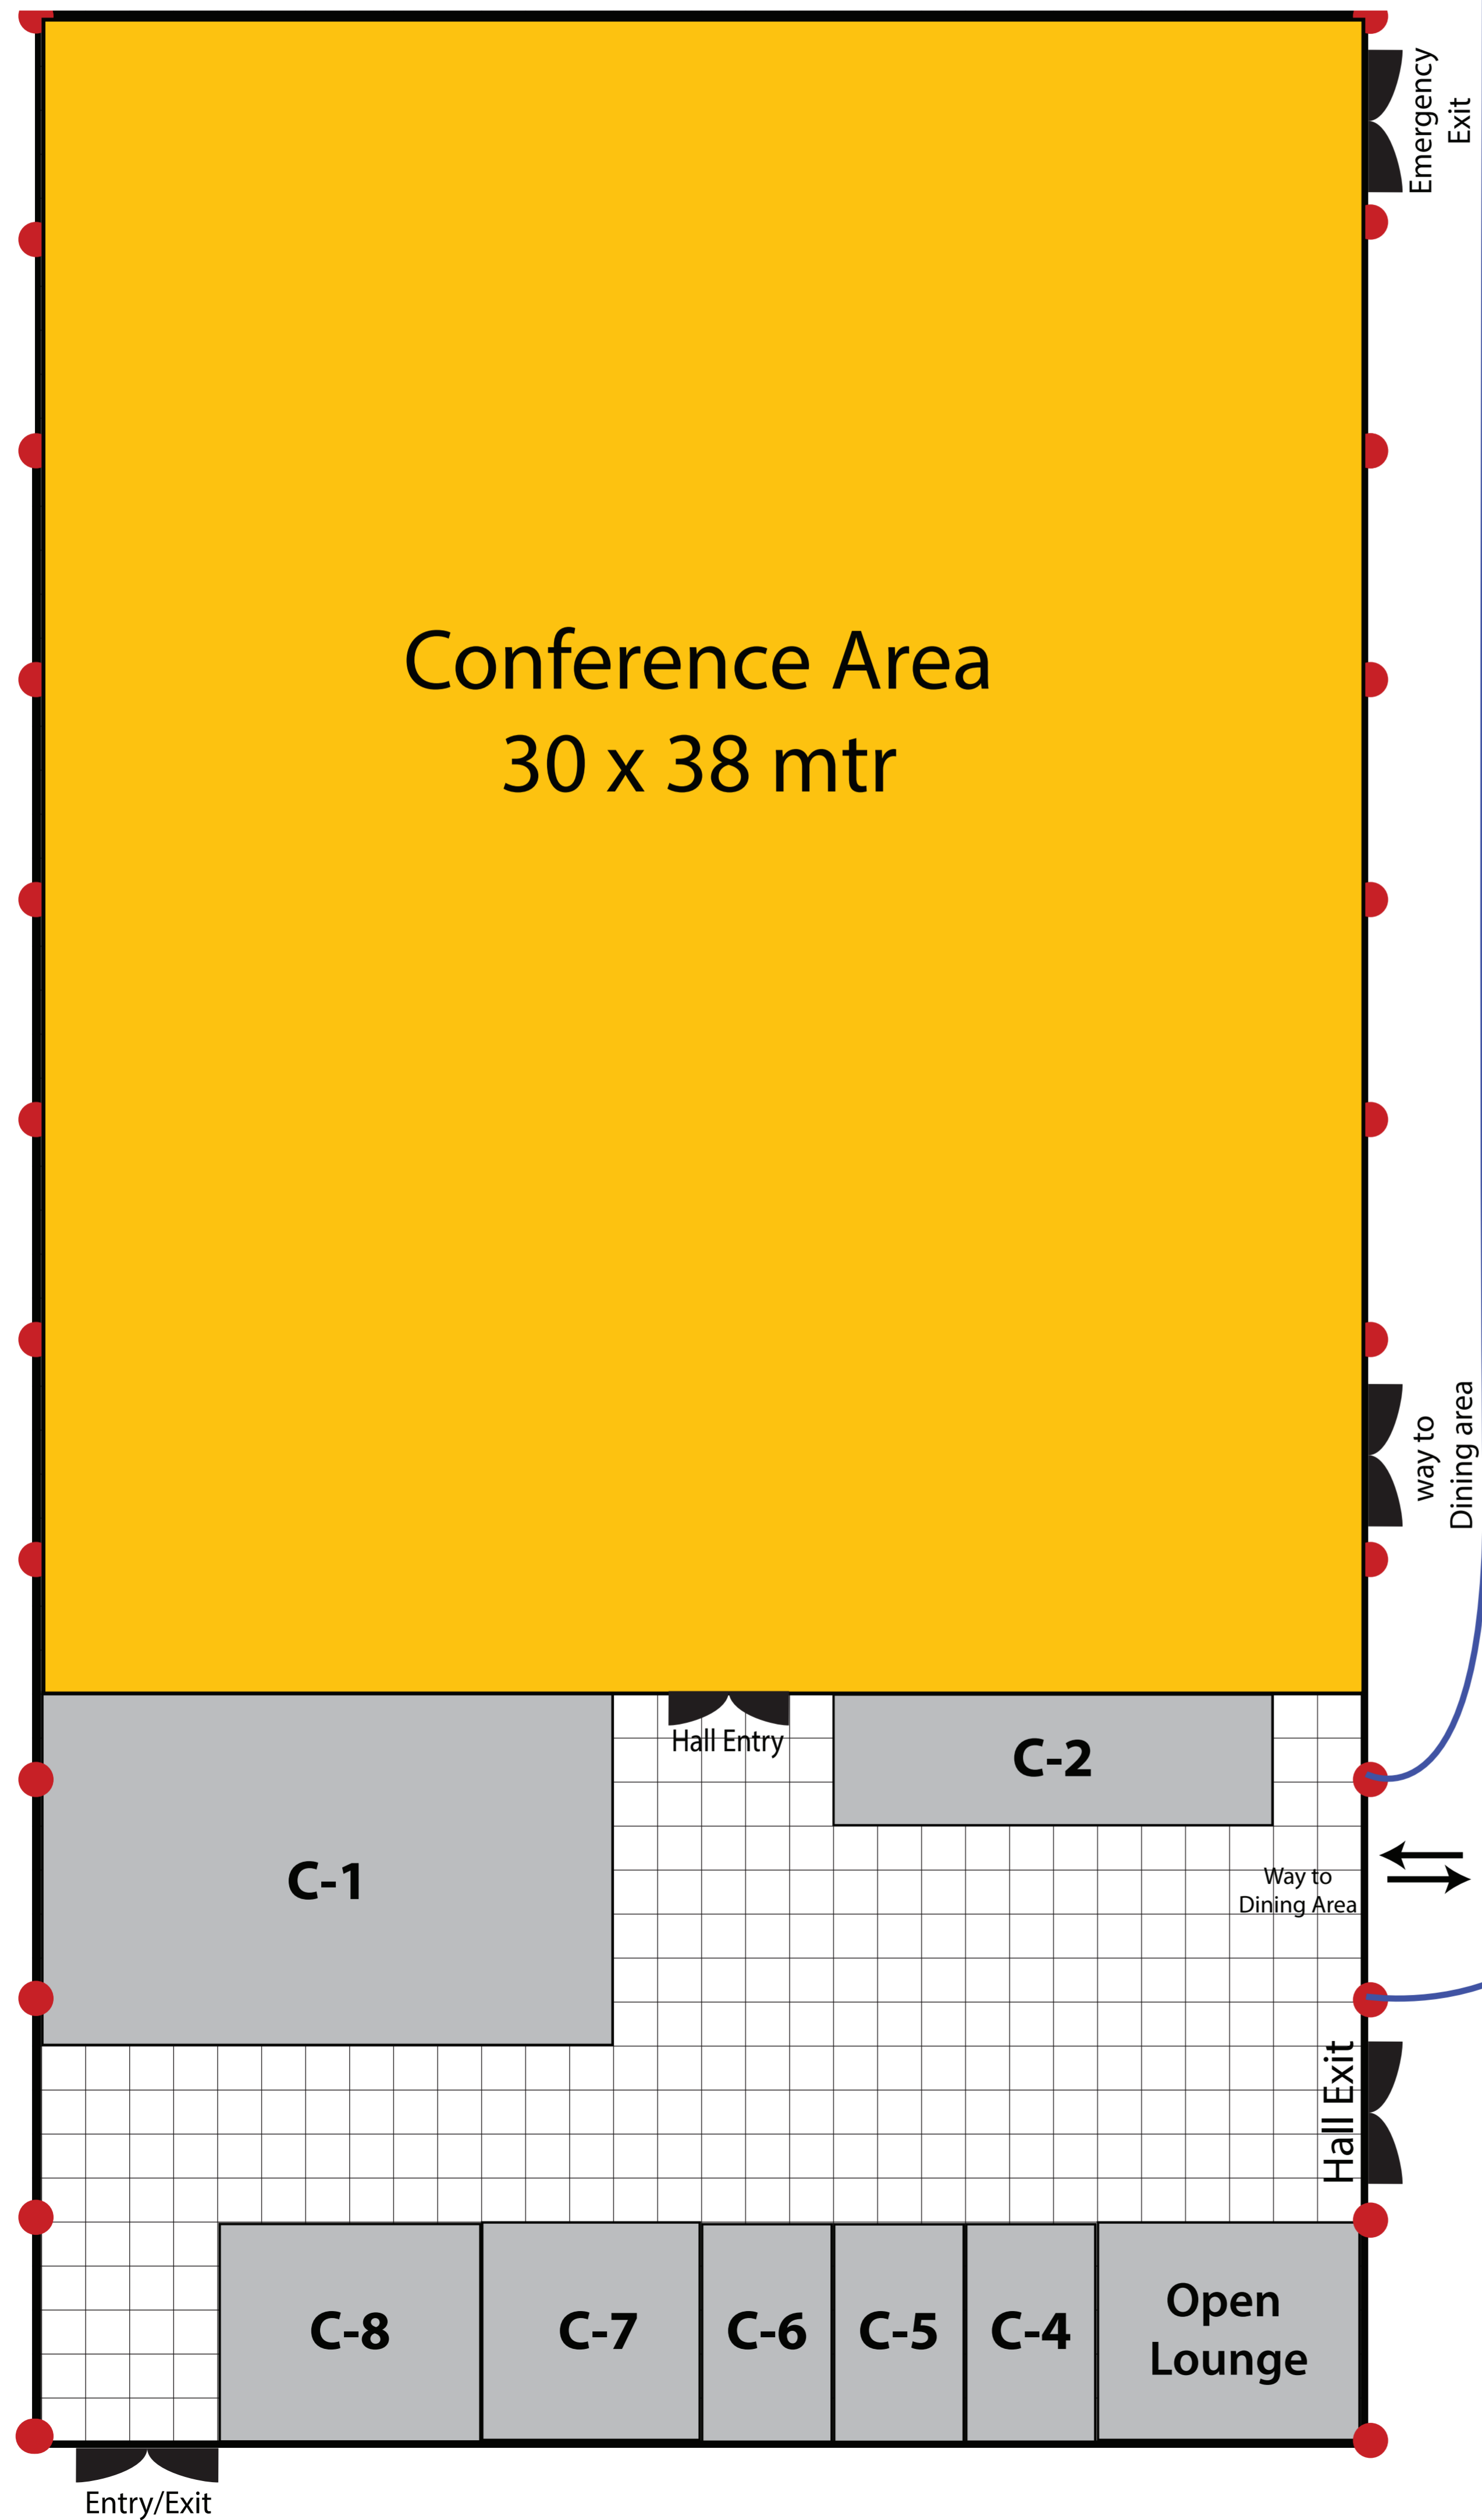 Emergency
Exit
Conference Area
30 x 38 mtr
way to
Dining area
Hall Entry
C-2
C-1
Way to
Dining Area
Hall Exit
C-8
C-7
C-6
C-5
C-4
Open
Lounge
Entry/Exit